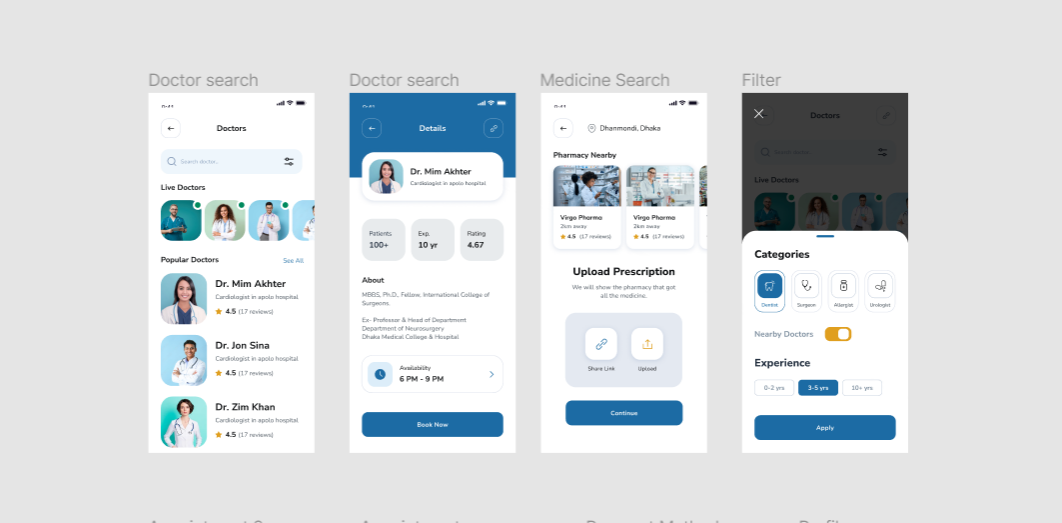 Doctor search
Doctors
Search doctor..
Live Doctors
Popular Doctors
See All
Dr. Mim Akhter
Cardiologist in apolo hospital
4.5 (17 reviews)
Dr. Jon Sina
Cardiologist in apolo hospital
4.5 (17 reviews)
Dr. Zim Khan
Cardiologist in apolo hospital
4.5 (17 reviews)
Doctor search
Details
Dr. Mim Akhter
Cardiologist in apolo hospital
Patients
100+
Exp.
10 yr
Rating
4.67
About
MBBS, Ph.D., Fellow, International College of
Surgeons.
Ex- Professor & Head of Department
Department of Neurosurgery
Dhaka Medical College & Hospital
Availability
6 PM - 9 PM
Book Now
Medicine Search
Dhanmondi, Dhaka
Pharmacy Nearby
Virgo Pharma
2km away
4.5 (17 reviews)
Virgo Pharma
2km away
4.5 (17 reviews)
Upload Prescription
We will show the pharmacy that got
all the medicine.
Share Link
Upload
Continue
Filter
Doctors
Search doctor..
Live Doctors
Categories
Dentist
Surgeon
Allergist
Urologist
Nearby Doctors
Experience
0-2 yrs
3-5 yrs
10+ yrs
Apply